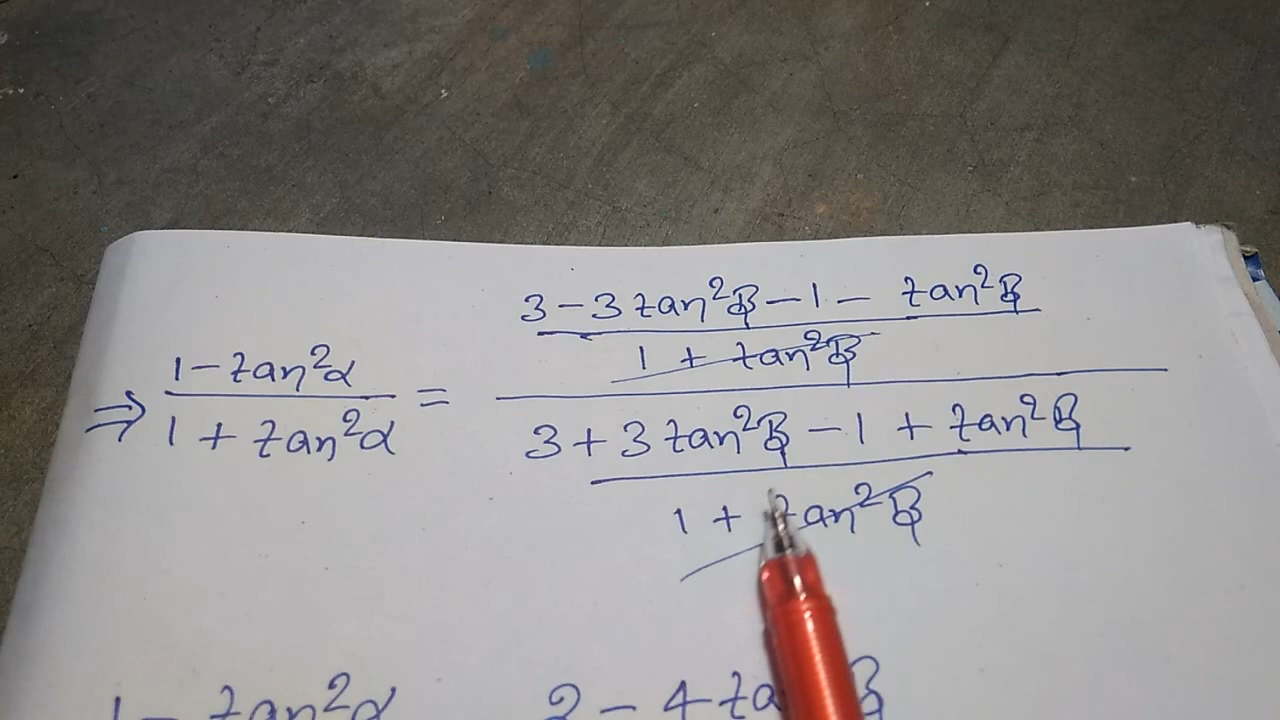 3 - 3 tan²β - 1 - tan²β
1 + tan²β
⇒ 1 - tan²α / 1 + tan²α =
3 + 3 tan²β - 1 + tan²β
1 + tan²β
1 - tan²α 2 - 4 ta β